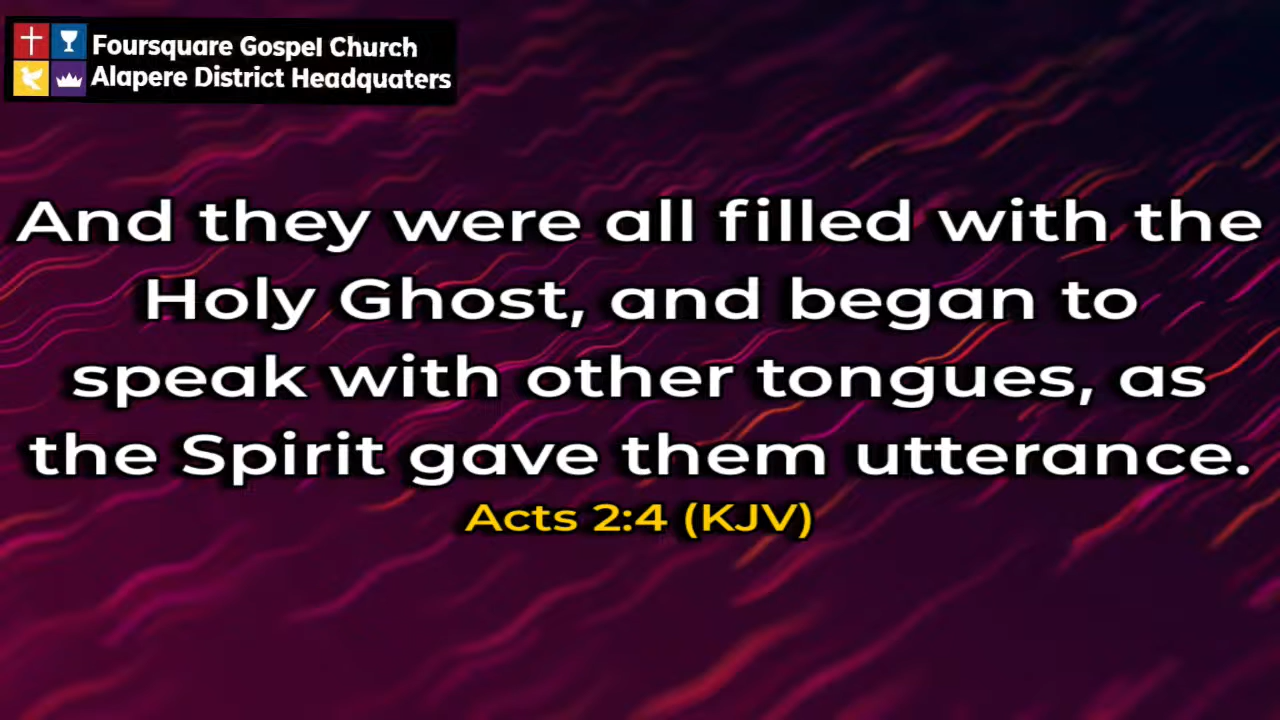 Foursquare Gospel Church
Alapere District Headquaters
And they were all filled with the
Holy Ghost, and began to
speak with other tongues, as
the Spirit gave them utterance.
Acts 2:4 (KJV)